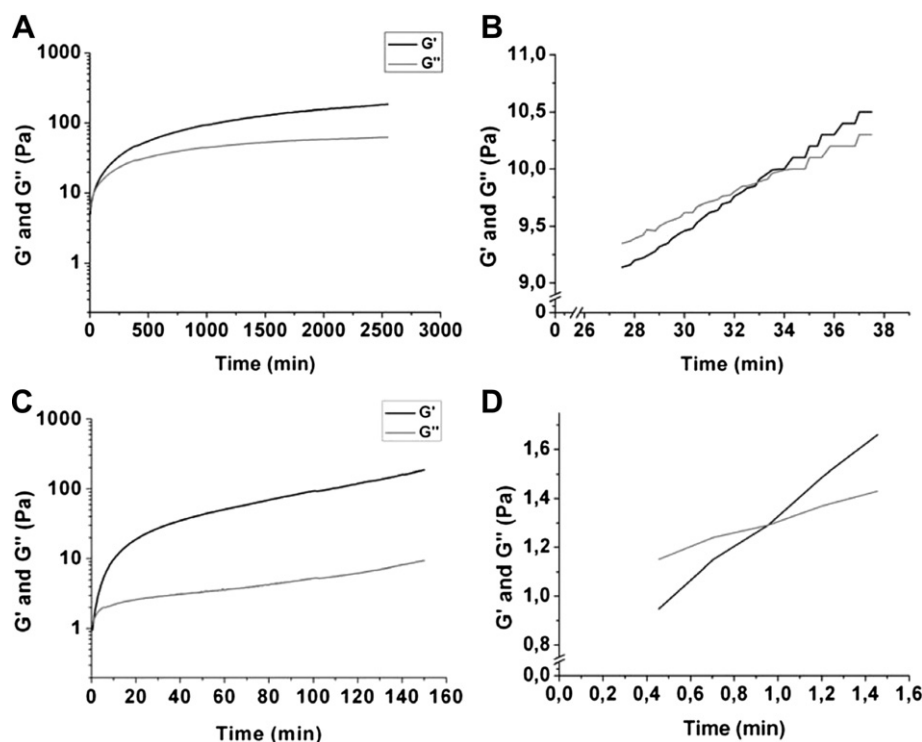 A
1000
100
10
1
G' and G'' (Pa)
0 500 1000 1500 2000 2500 3000
Time (min)
G'
G''
B
11,0
10,5
10,0
9,5
9,0
0
G' and G'' (Pa)
0 26 28 30 32 34 36 38
Time (min)
C
1000
100
10
1
G' and G'' (Pa)
0 20 40 60 80 100 120 140 160
Time (min)
G'
G''
D
1,6
1,4
1,2
1,0
0,8
0,0
G' and G'' (Pa)
0,0 0,2 0,4 0,6 0,8 1,0 1,2 1,4 1,6
Time (min)